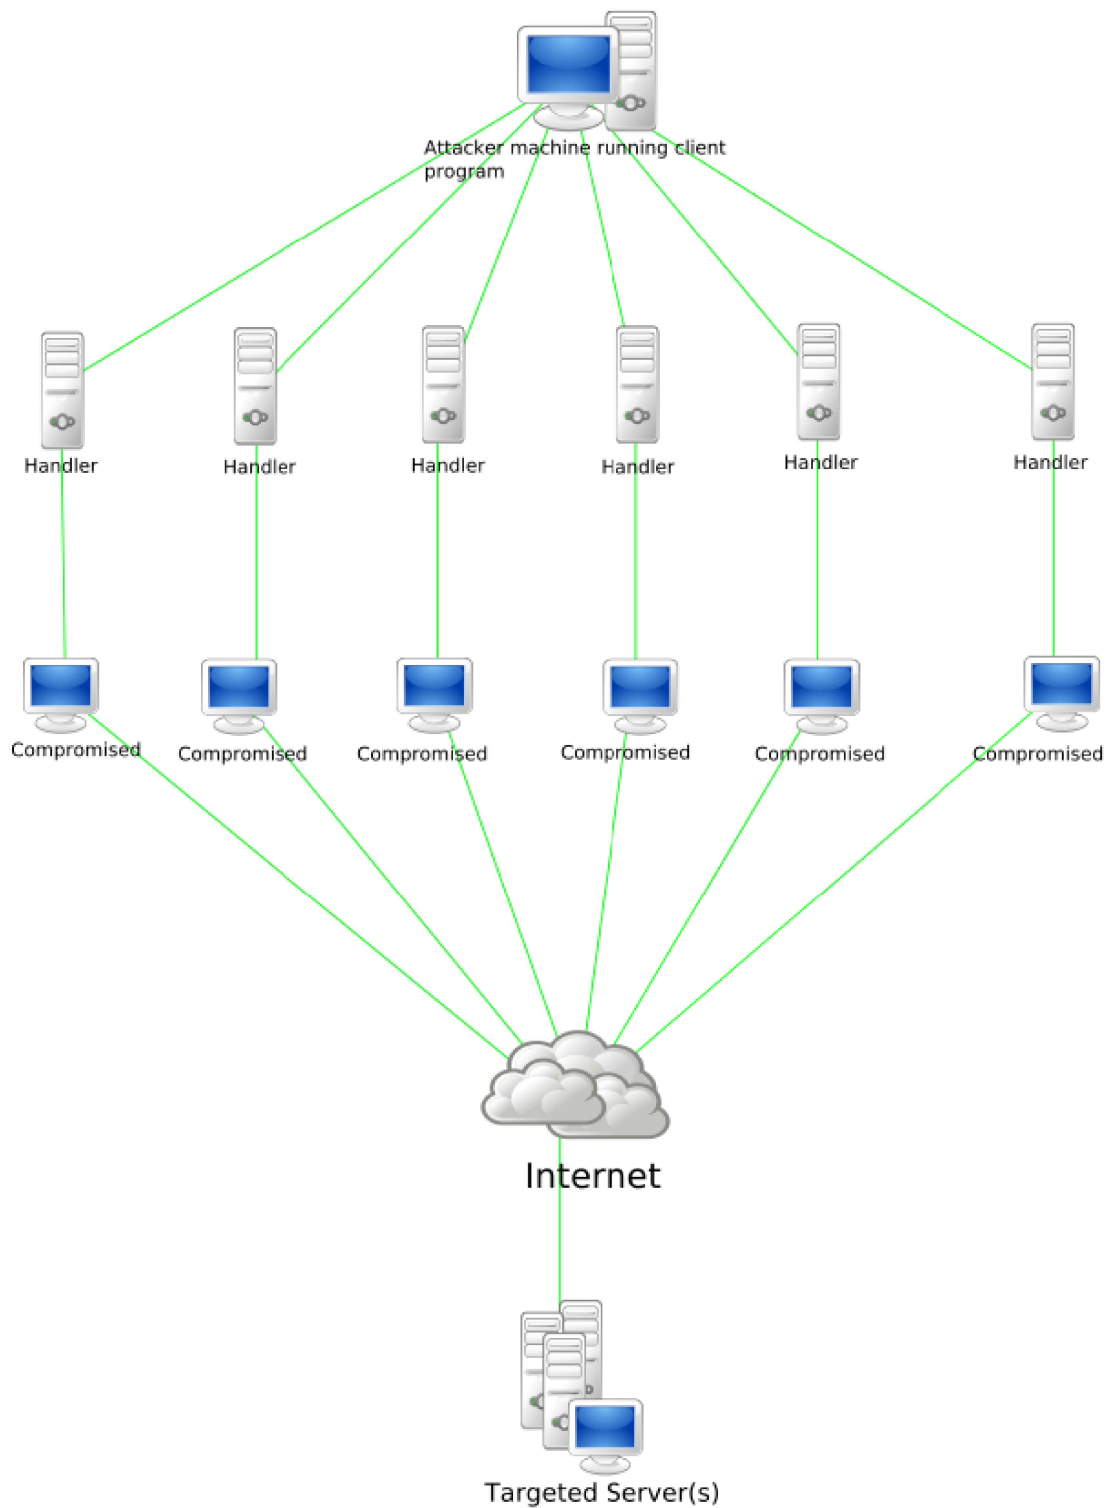 Attacker machine running client
program
Handler
Handler
Handler
Handler
Handler
Handler
Compromised
Compromised
Compromised
Compromised
Compromised
Compromised
Internet
Targeted Server(s)